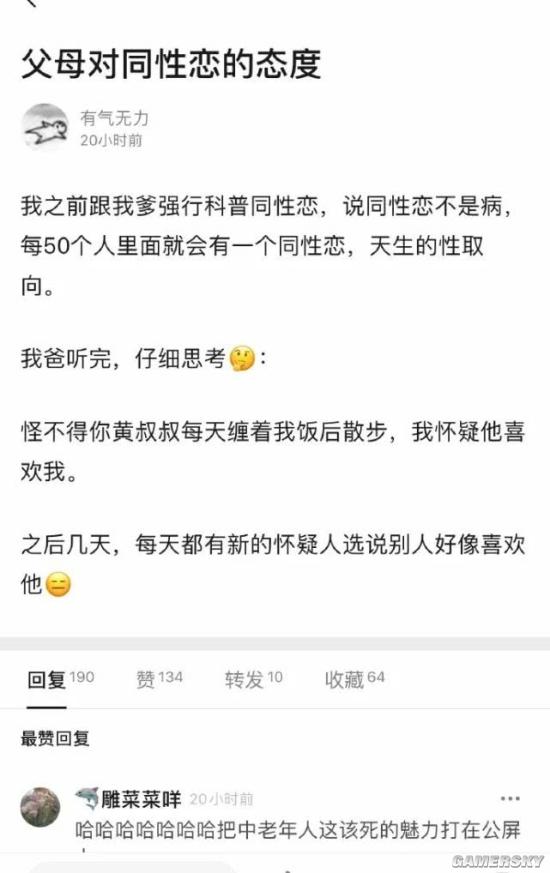 父母对同性恋的态度
有气无力
20小时前
我之前跟我爹强行科普同性恋，说同性恋不是病，
每50个人里面就会有一个同性恋，天生的性取
向。
我爸听完，仔细思考🤔：
怪不得你黄叔叔每天缠着我饭后散步，我怀疑他喜
欢我。
之后几天，每天都有新的怀疑人选说别人好像喜欢
他😑
回复 190 赞 134 转发 10 收藏 64
最赞回复
🐬雕菜菜咩 20小时前
哈哈哈哈哈哈哈把中老年人这该死的魅力打在公屏
GAMERSKY